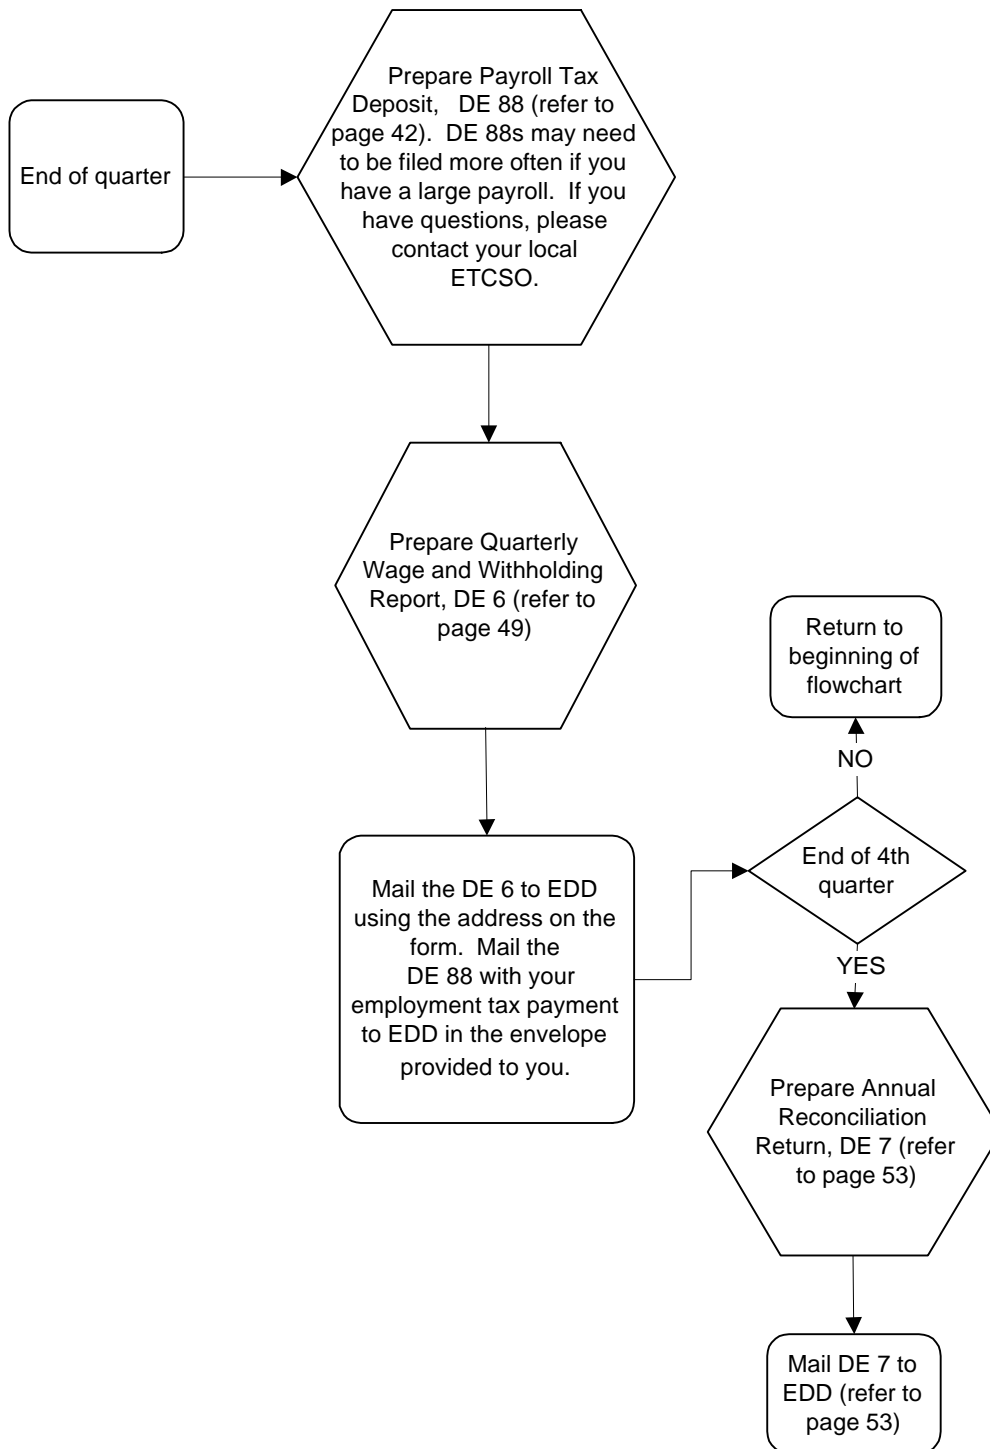 End of quarter
Prepare Payroll Tax
Deposit, DE 88 (refer to
page 42). DE 88s may need
to be filed more often if you
have a large payroll. If you
have questions, please
contact your local
ETCSO.
Prepare Quarterly
Wage and Withholding
Report, DE 6 (refer to
page 49)
Mail the DE 6 to EDD
using the address on the
form. Mail the
DE 88 with your
employment tax payment
to EDD in the envelope
provided to you.
Return to
beginning of
flowchart
NO
End of 4th
quarter
YES
Prepare Annual
Reconciliation
Return, DE 7 (refer
to page 53)
Mail DE 7 to
EDD (refer to
page 53)